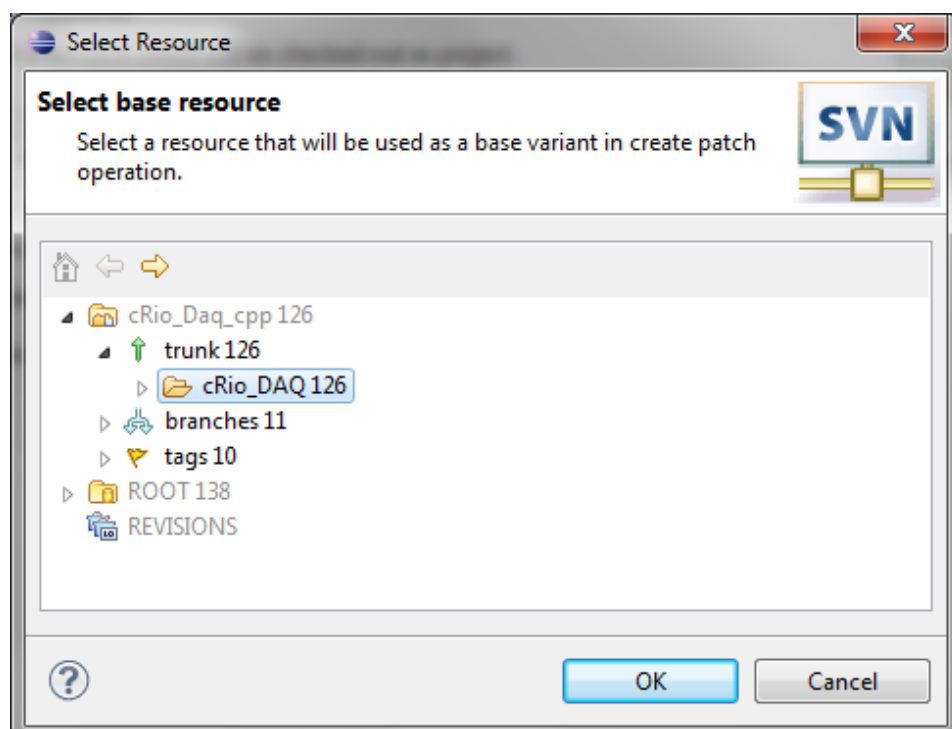 Select Resource
Select base resource
Select a resource that will be used as a base variant in create patch
operation.
SVN
cRio_Daq_cpp 126
trunk 126
cRio_DAQ 126
branches 11
tags 10
ROOT 138
REVISIONS
OK
Cancel